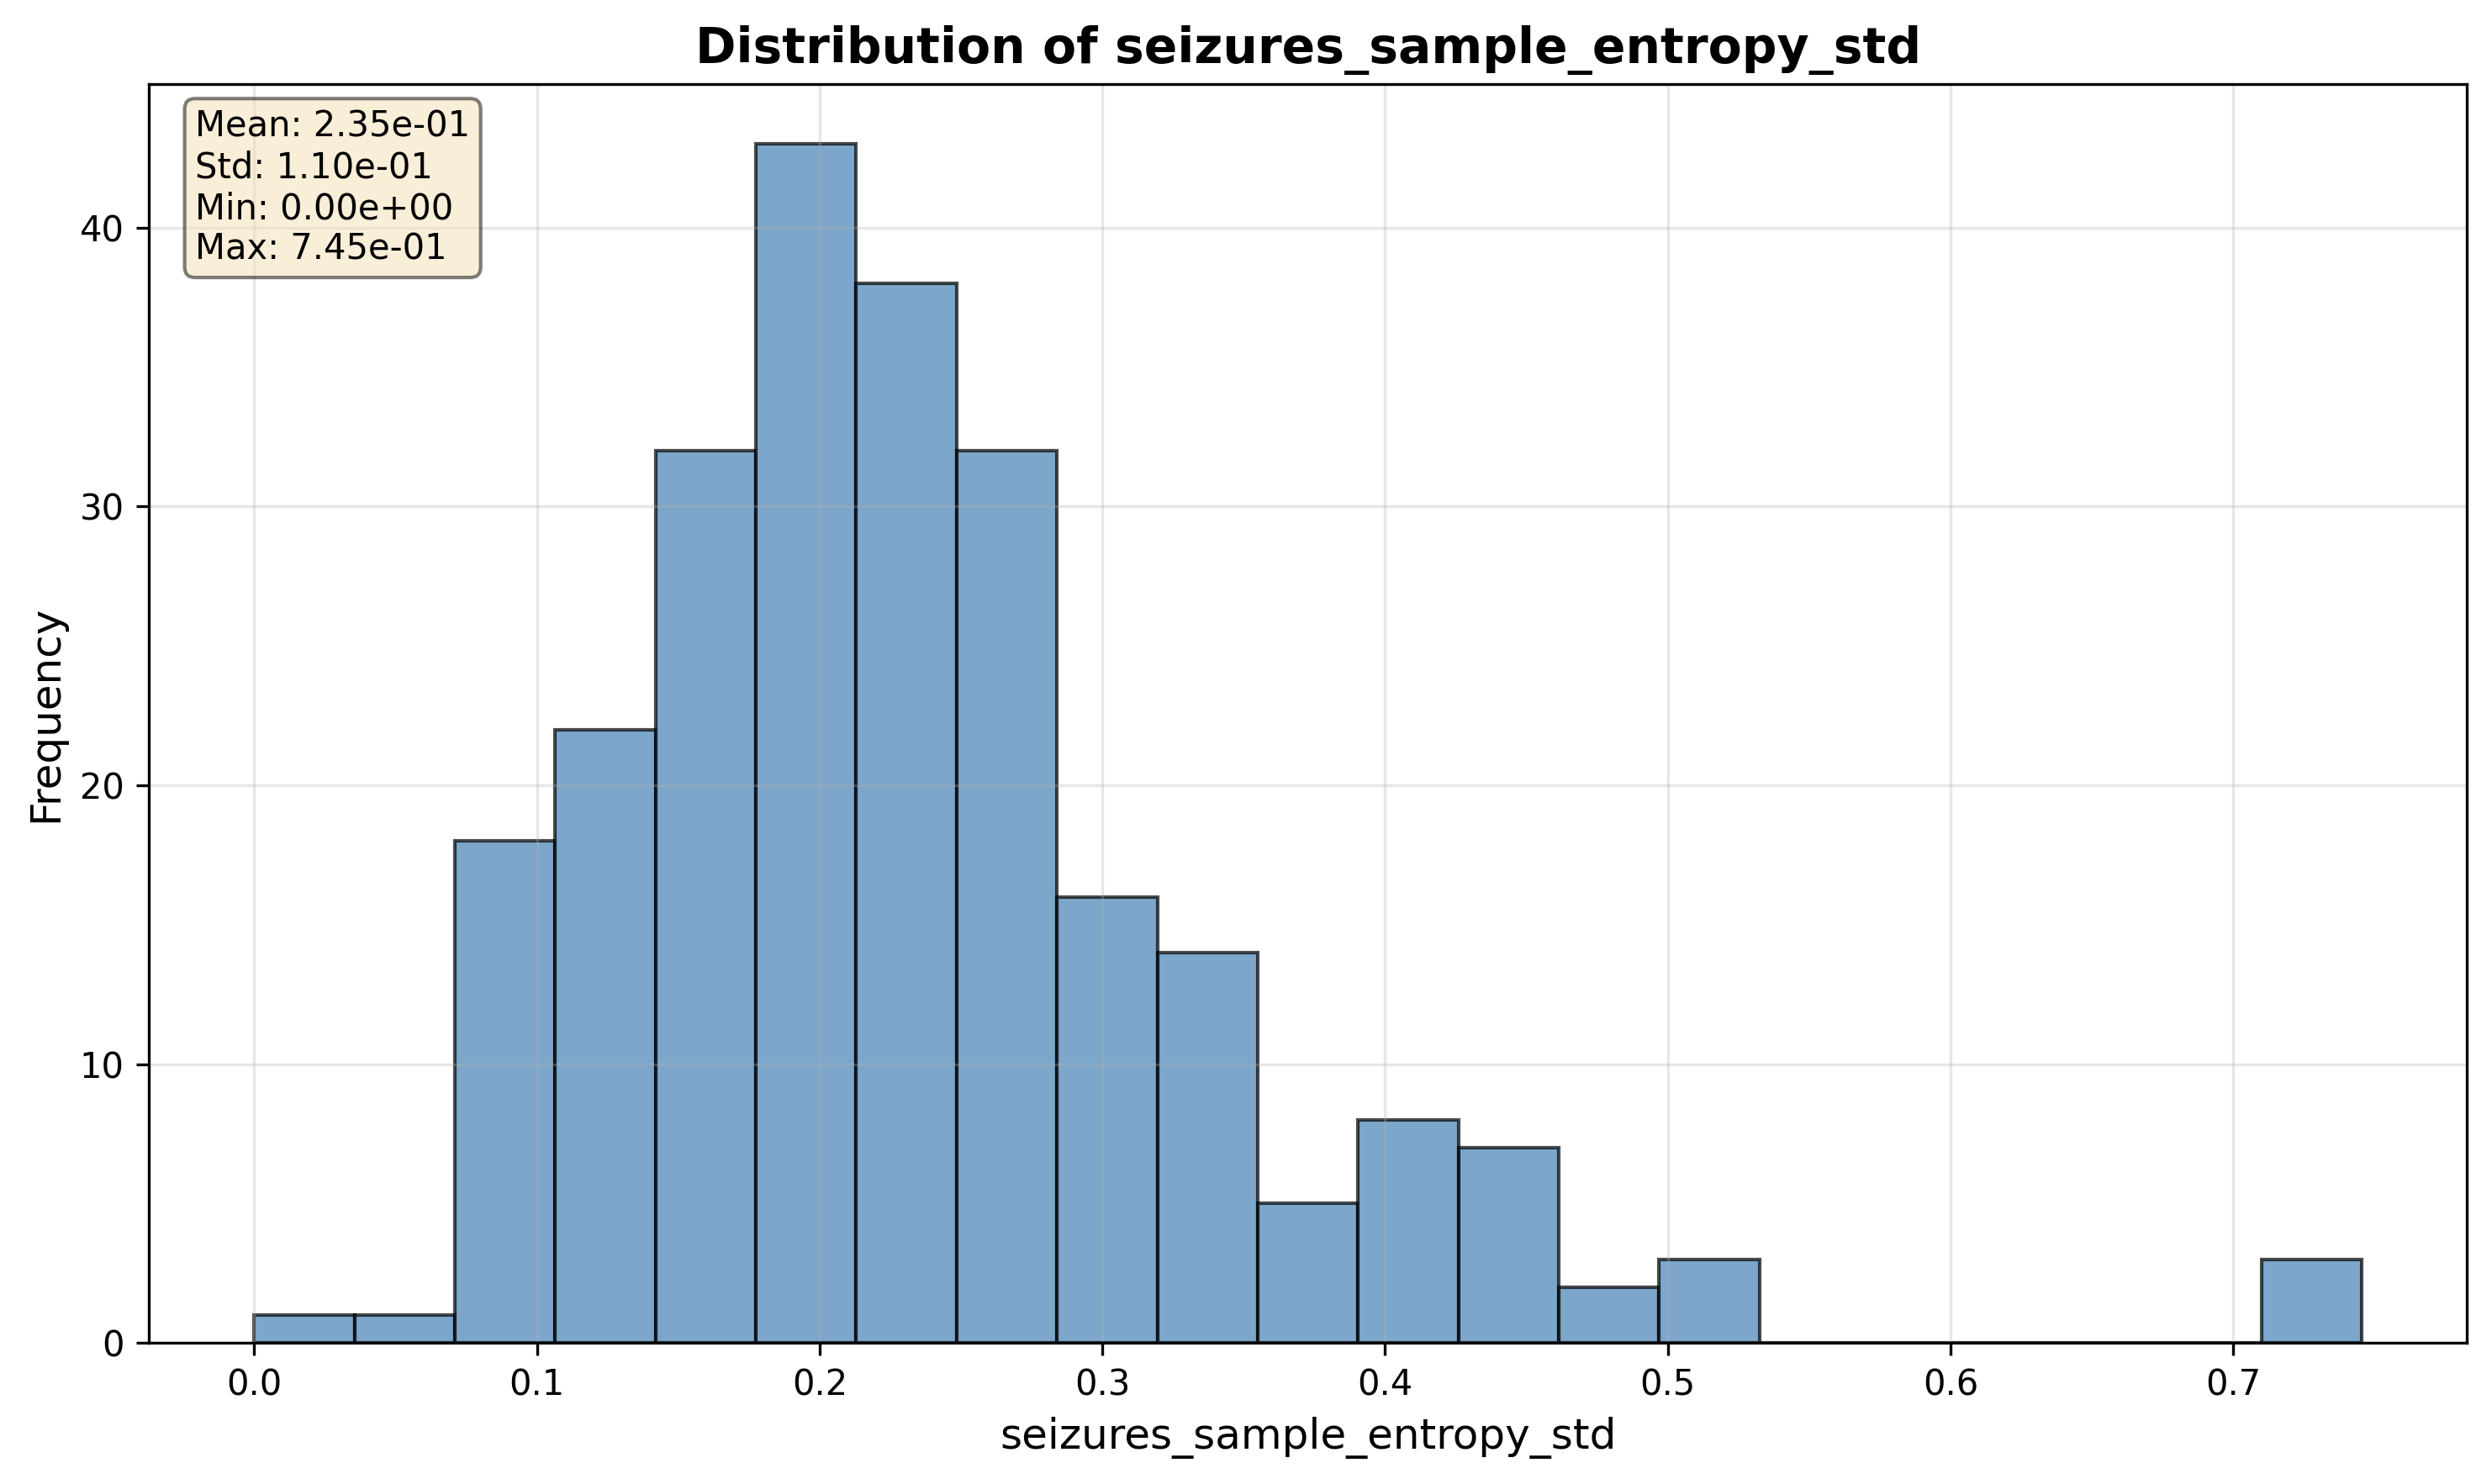 Distribution of seizures_sample_entropy_std
Mean: 2.35e-01
Std: 1.10e-01
Min: 0.00e+00
Max: 7.45e-01
40
30
20
10
0
Frequency
0.0 0.1 0.2 0.3 0.4 0.5 0.6 0.7
seizures_sample_entropy_std